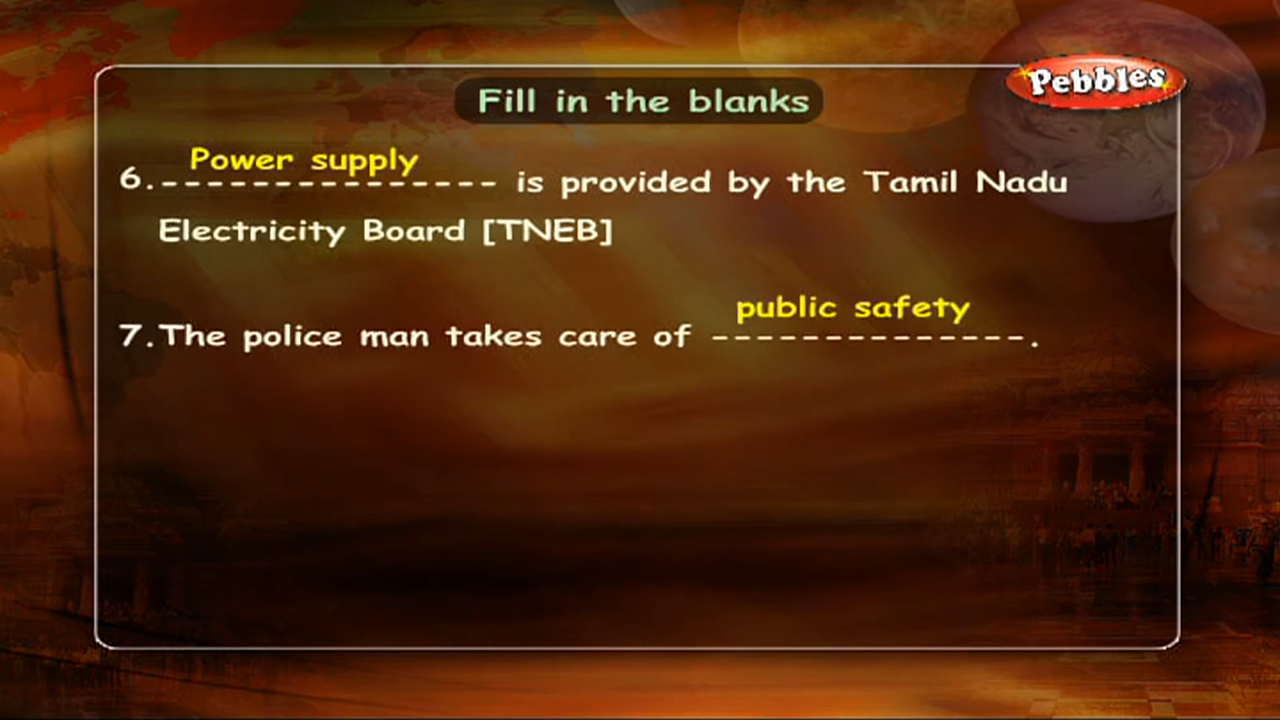 Pebbles
Fill in the blanks
Power supply
6.--------------- is provided by the Tamil Nadu
Electricity Board [TNEB]
public safety
7.The police man takes care of --------------.